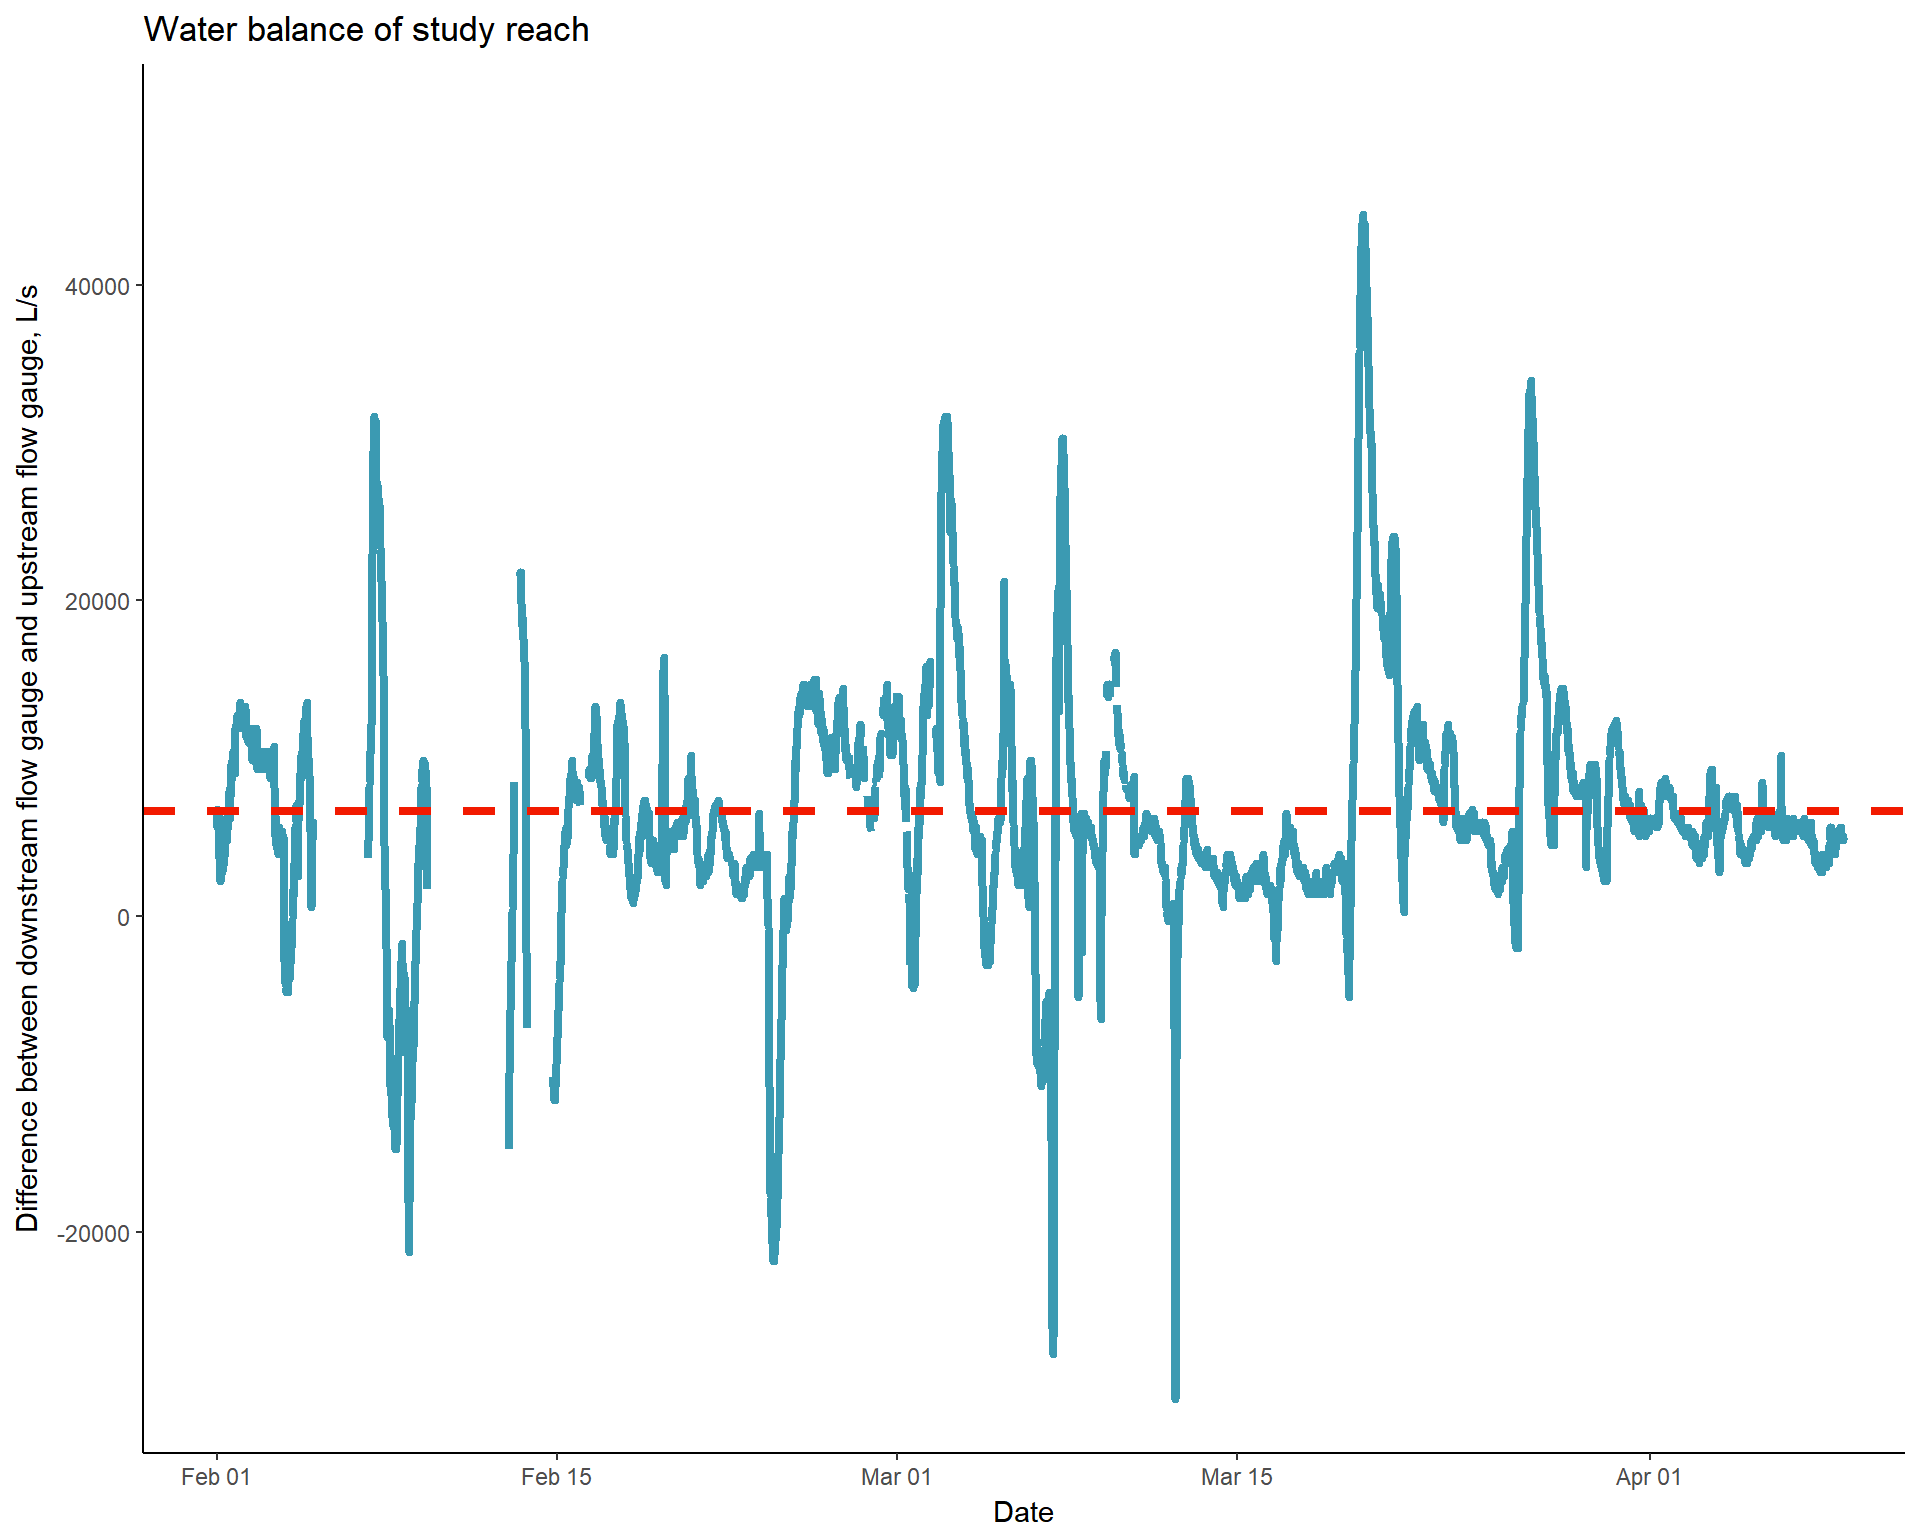 Water balance of study reach
Difference between downstream flow gauge and upstream flow gauge, L/s
40000
20000
0
-20000
Feb 01
Feb 15
Mar 01
Mar 15
Apr 01
Date